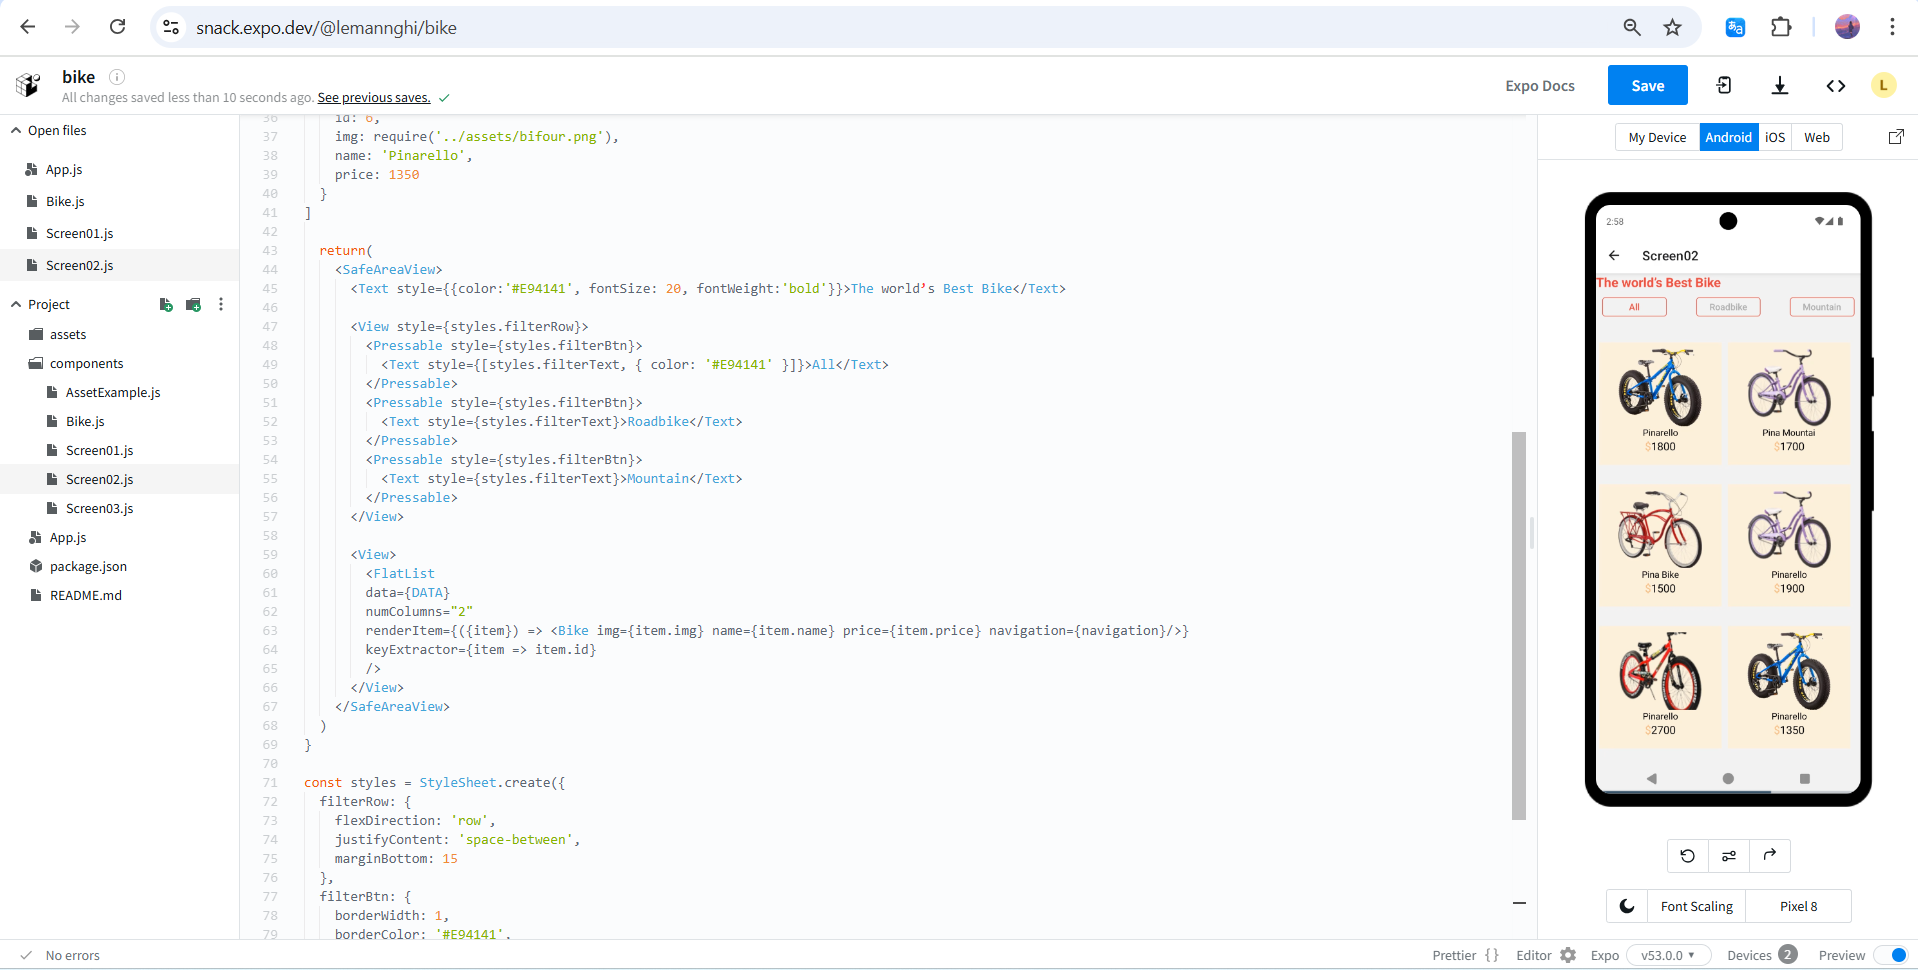 snack.expo.dev/@lemannghi/bike
bike
All changes saved less than 10 seconds ago. See previous saves.
Expo Docs
Save
L
Open files
App.js
Bike.js
Screen01.js
Screen02.js
Project
assets
components
AssetExample.js
Bike.js
Screen01.js
Screen02.js
Screen03.js
App.js
package.json
README.md
36 id: 6,
37 img: require('../assets/bifour.png'),
38 name: 'Pinarello',
39 price: 1350
40 }
41 ]
42
43 return(
44 <SafeAreaView>
45 <Text style={{color:'#E94141', fontSize: 20, fontWeight:'bold'}}>The world’s Best Bike</Text>
46
47 <View style={styles.filterRow}>
48 <Pressable style={styles.filterBtn}>
49 <Text style={[styles.filterText, { color: '#E94141' }]}>All</Text>
50 </Pressable>
51 <Pressable style={styles.filterBtn}>
52 <Text style={styles.filterText}>Roadbike</Text>
53 </Pressable>
54 <Pressable style={styles.filterBtn}>
55 <Text style={styles.filterText}>Mountain</Text>
56 </Pressable>
57 </View>
58
59 <View>
60 <FlatList
61 data={DATA}
62 numColumns="2"
63 renderItem={({item}) => <Bike img={item.img} name={item.name} price={item.price} navigation={navigation}/>}
64 keyExtractor={item => item.id}
65 />
66 </View>
67 </SafeAreaView>
68 )
69 }
70
71 const styles = StyleSheet.create({
72 filterRow: {
73 flexDirection: 'row',
74 justifyContent: 'space-between',
75 marginBottom: 15
76 },
77 filterBtn: {
78 borderWidth: 1,
79 borderColor: '#E94141',
My Device Android iOS Web
2:58
Screen02
The world’s Best Bike
All Roadbike Mountain
Pinarello Pina Mountai
$1800 $1700
Pina Bike Pinarello
$1500 $1900
Pinarello Pinarello
$2700 $1350
Font Scaling Pixel 8
No errors
Prettier { } Editor Expo v53.0.0 Devices 2 Preview